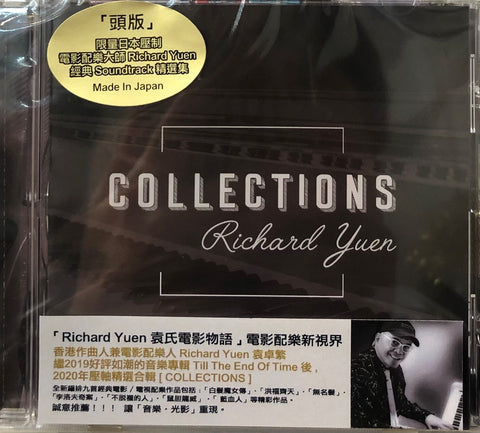 「頭版」
限量日本壓制
電影配樂大師 Richard Yuen
經典 Soundtrack 精選集
Made In Japan
COLLECTIONS
Richard Yuen
「Richard Yuen 袁氏電影物語」電影配樂新視界
香港作曲人兼電影配樂人 Richard Yuen 袁卓繁
繼2019好評如潮的音樂專輯 Till The End Of Time 後，
2020年壓軸精選合輯 [ COLLECTIONS ]
全新編排九首經典電影 / 電視配樂作品包括：「白髮魔女傳」，「洪福齊天」，「無名鬘」，
「李洛夫奇案」，「不脫襪的人」，「鼠胆龍威」，「藍血人」等精彩作品。
誠意推薦！！！ 讓「音樂・光影」重現。